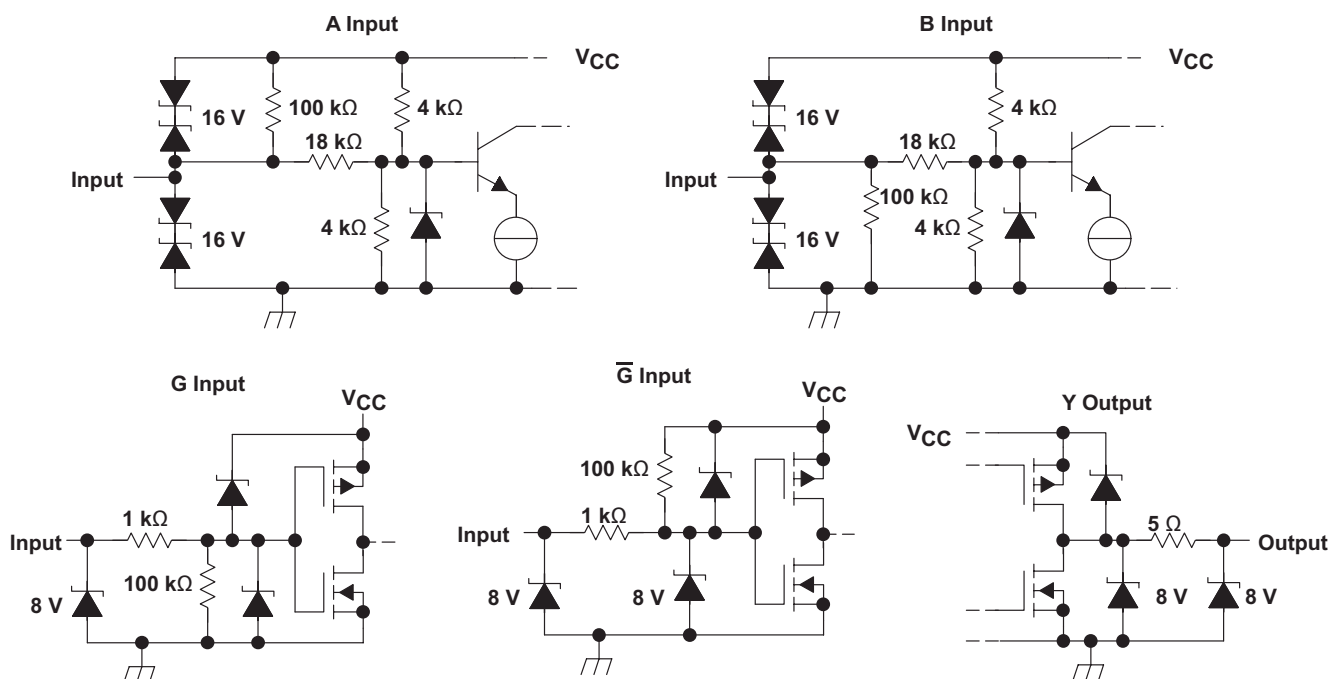 A Input
VCC
16 V
100 kΩ
4 kΩ
18 kΩ
Input
16 V
4 kΩ
B Input
VCC
16 V
4 kΩ
18 kΩ
Input
100 kΩ
16 V
4 kΩ
G Input
VCC
1 kΩ
Input
100 kΩ
8 V
G̅ Input
VCC
100 kΩ
1 kΩ
Input
8 V
8 V
Y Output
VCC
5 Ω
Output
8 V
8 V